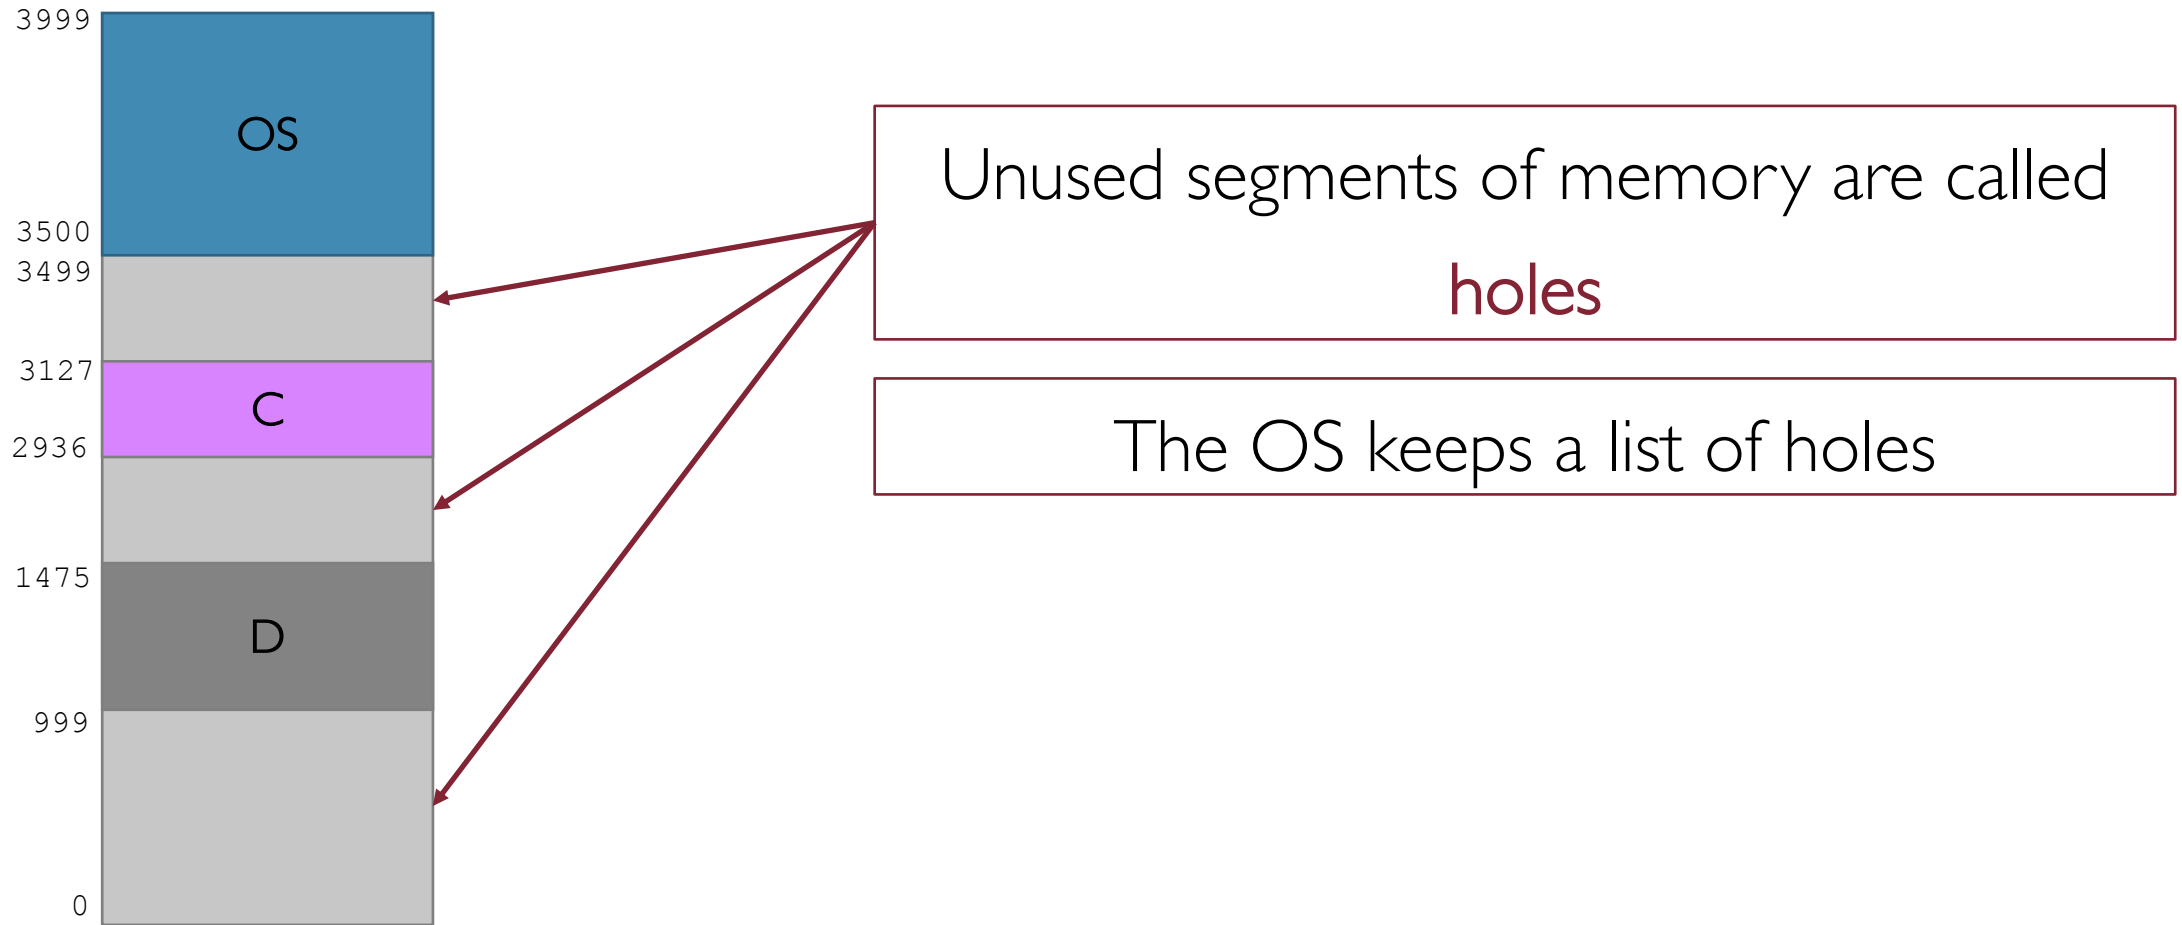 3999
OS
3500
3499
3127
C
2936
1475
D
999
0
Unused segments of memory are called
holes
The OS keeps a list of holes